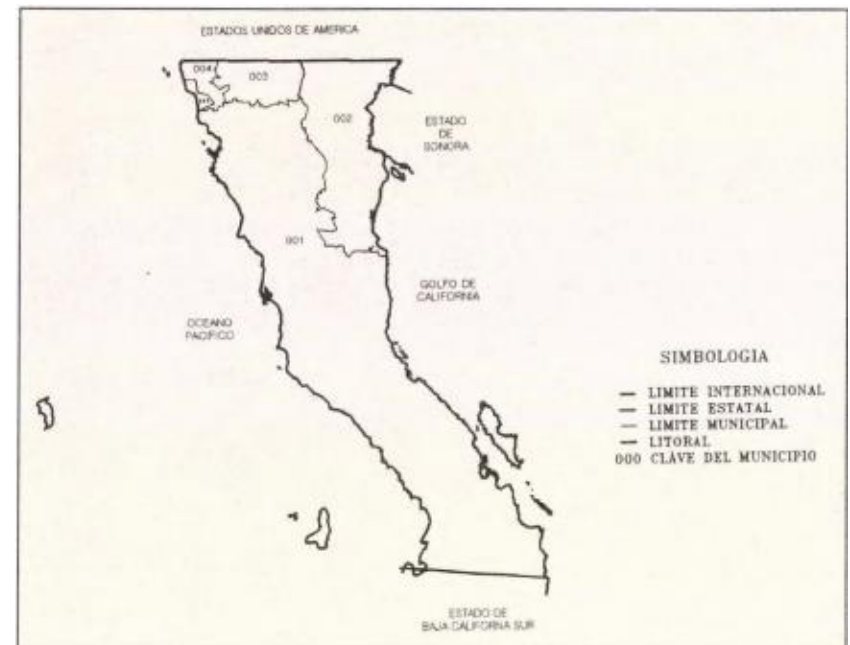 ESTADOS UNIDOS DE AMERICA
004
003
002
ESTADO
DE
SONORA
001
GOLFO DE
CALIFORNIA
OCEANO
PACIFICO
SIMBOLOGIA
LIMITE INTERNACIONAL
LIMITE ESTATAL
LIMITE MUNICIPAL
LITORAL
000 CLAVE DEL MUNICIPIO
ESTADO DE
BAJA CALIFORNIA SUR